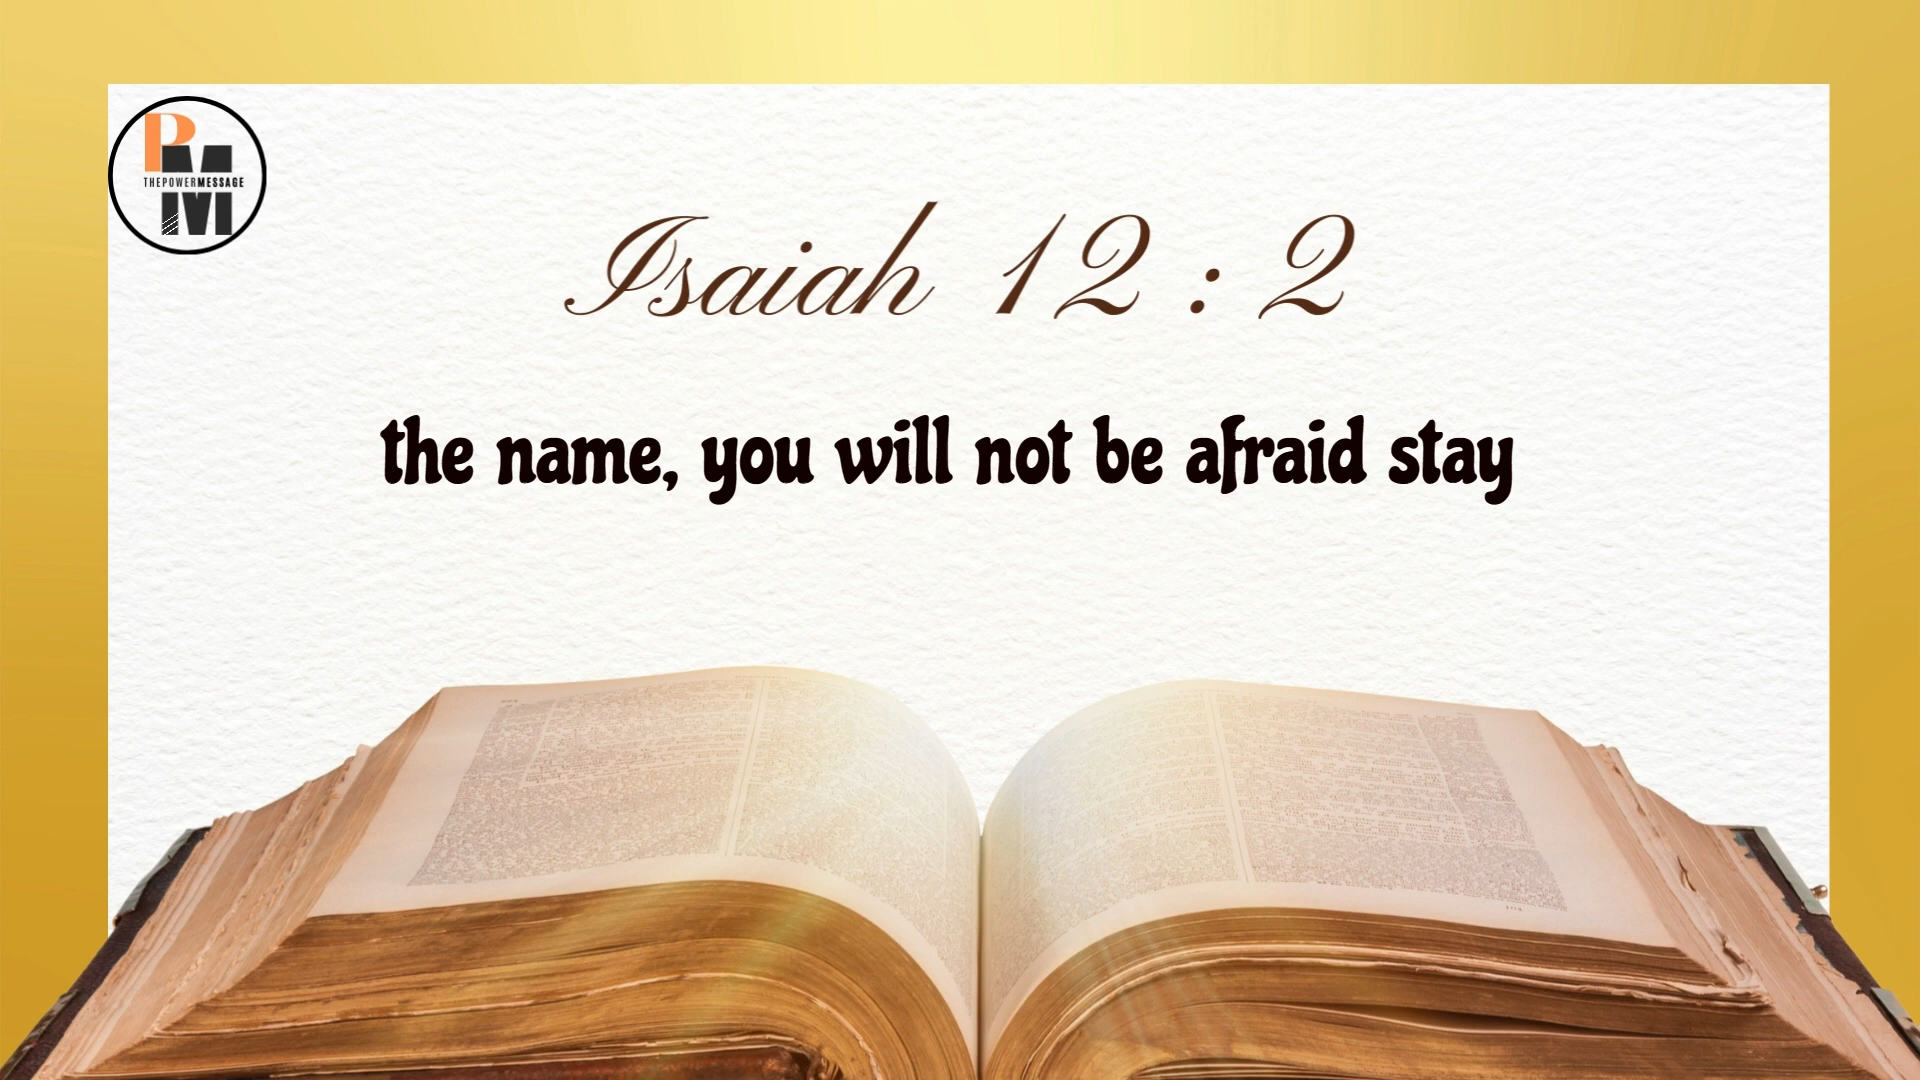 P
M
THEPOWERMESSAGE
M
Isaiah 12 : 2
the name, you will not be afraid stay